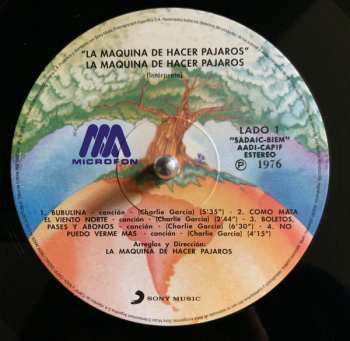 "LA MAQUINA DE HACER PAJAROS"
LA MAQUINA DE HACER PAJAROS
(Intérprete)
MICROFON
LADO 1
"SADAIC-BIEM"
AADI-CAPIF
ESTEREO
Ⓟ 1976
1. BUBULINA - canción - (Charlie García) (5'35") - 2. COMO MATA
EL VIENTO NORTE - canción - (Charlie García) (2'44") - 3. BOLETOS,
PASES Y ABONOS - canción - (Charlie García) (6'30") - 4. NO
PUEDO VERME MAS - canción - (Charlie García) (4'15")
Arreglos y Dirección:
LA MAQUINA DE HACER PAJAROS
SONY MUSIC